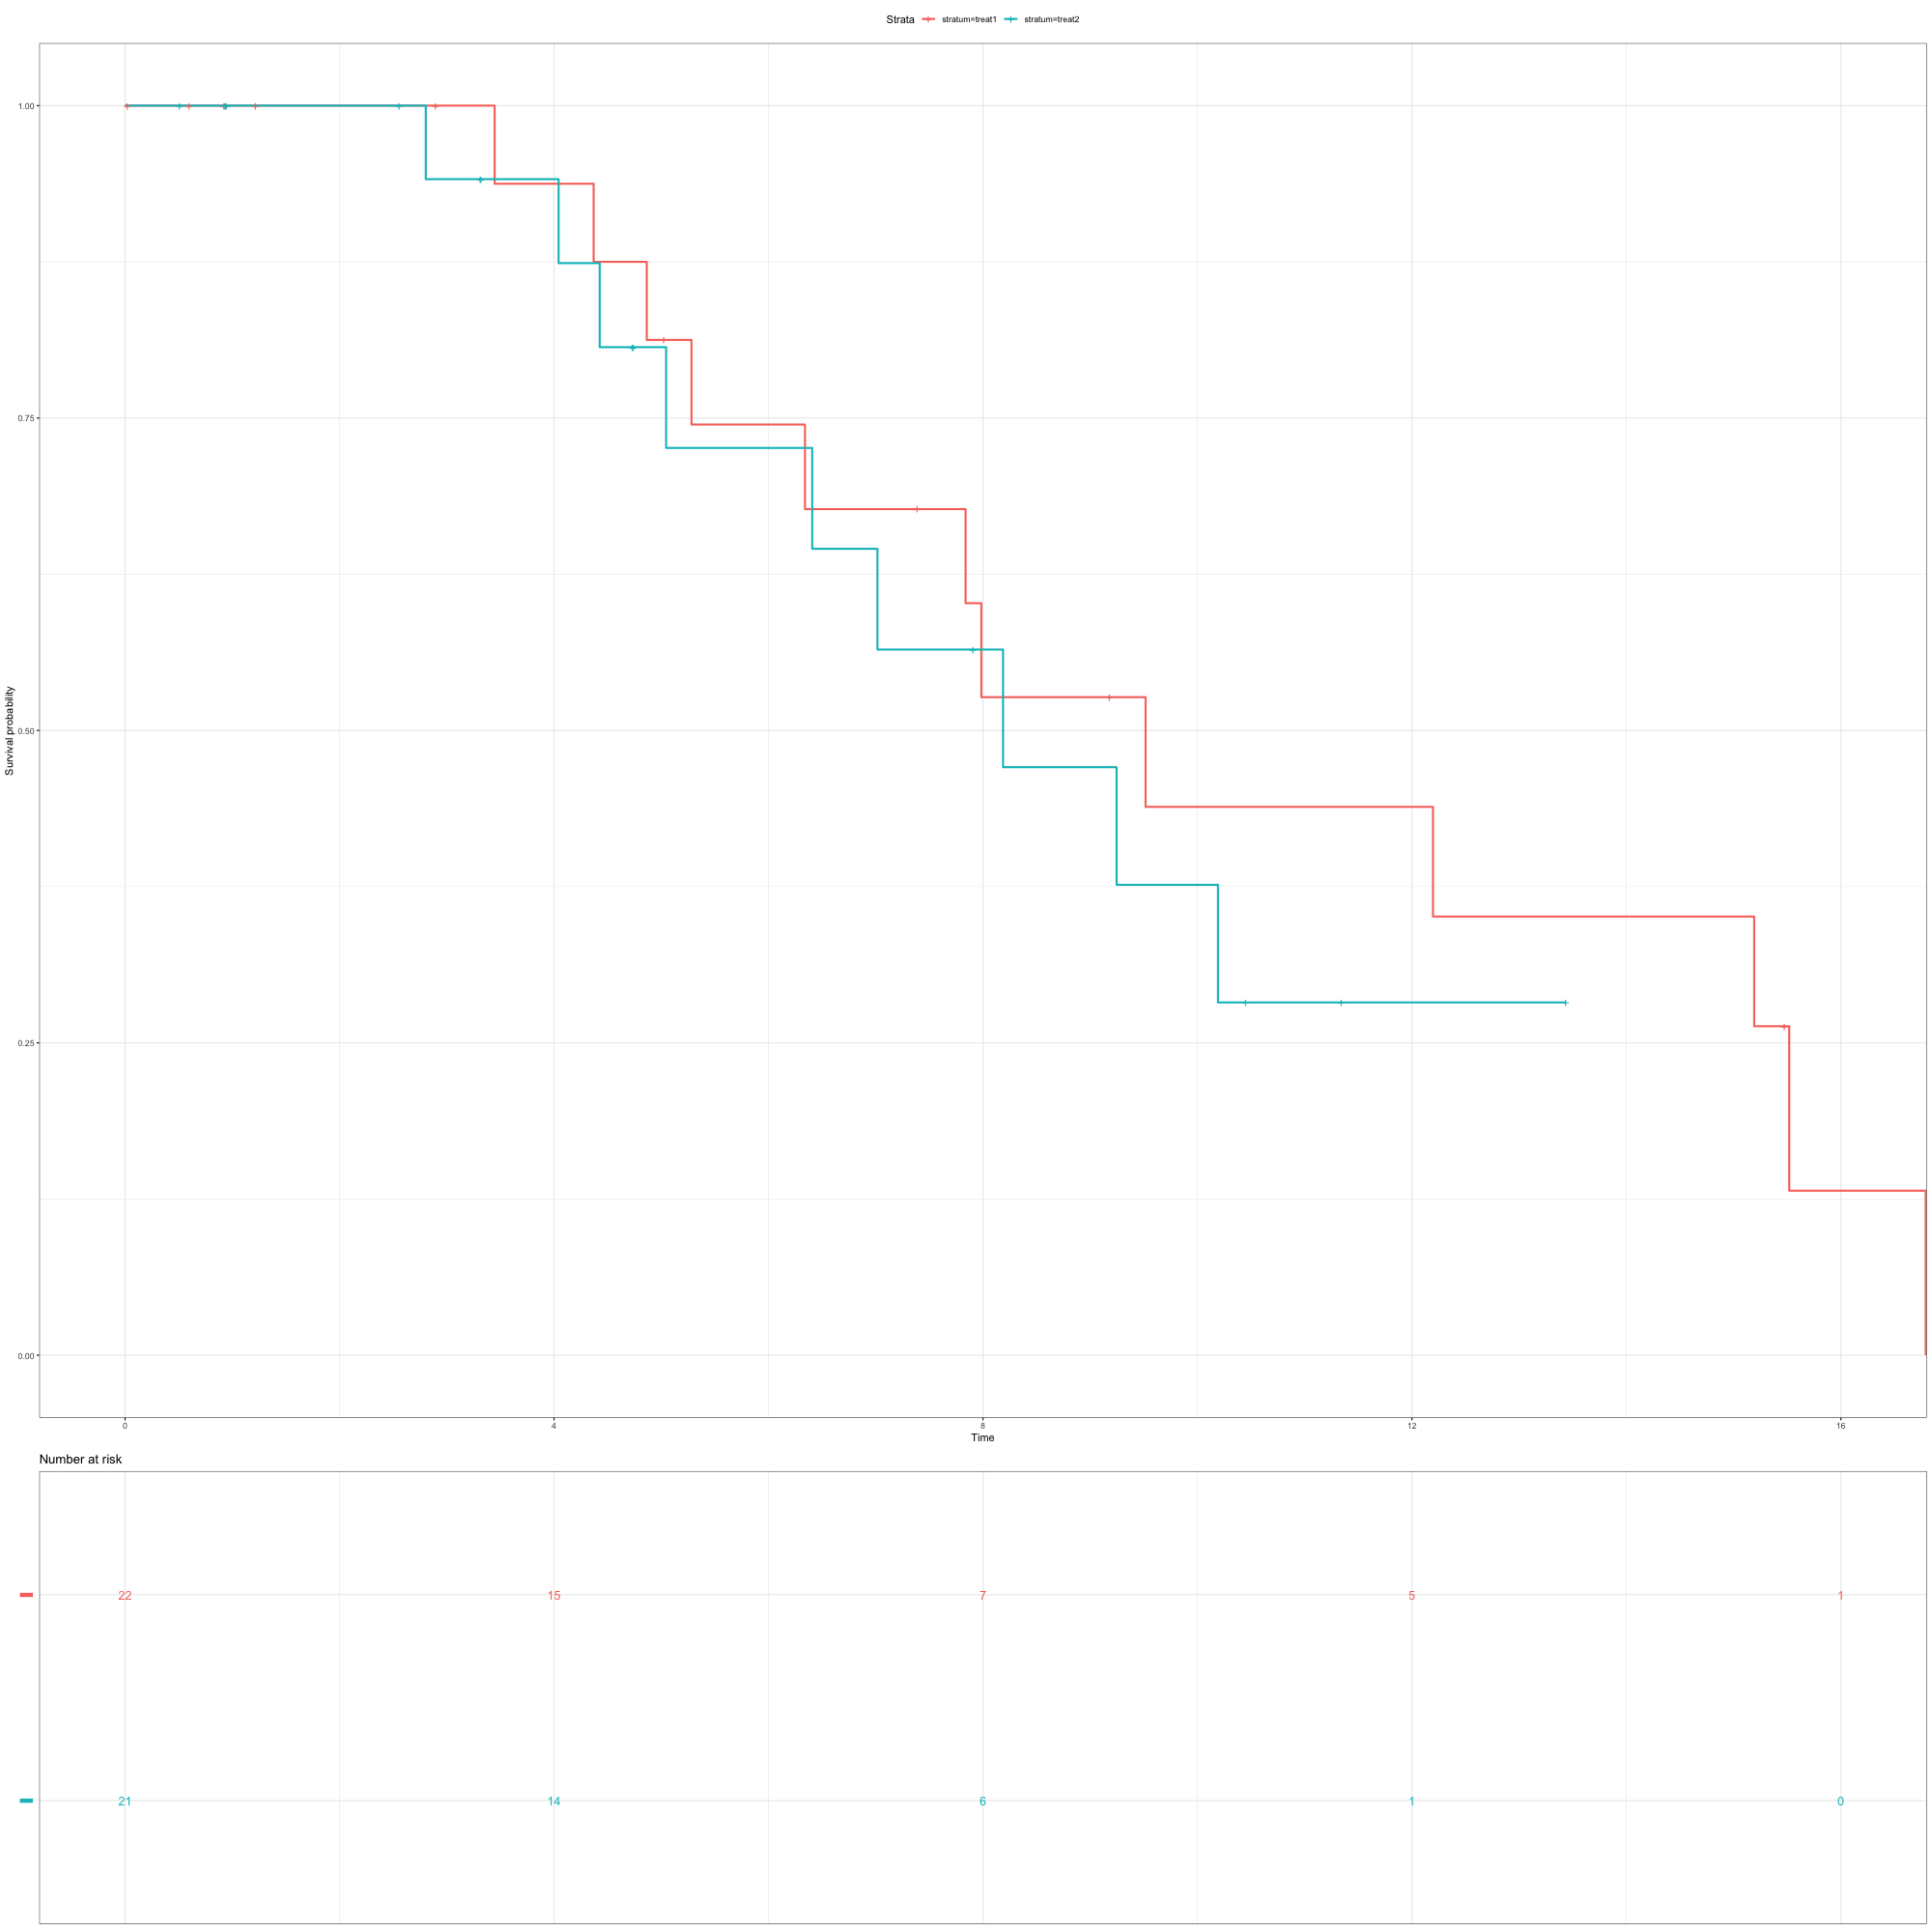 Strata stratum=treat1 stratum=treat2
1.00
0.75
0.50
0.25
0.00
Survival probability
0 4 8 12 16
Time
Number at risk
22 15 7 5 1
21 14 6 1 0